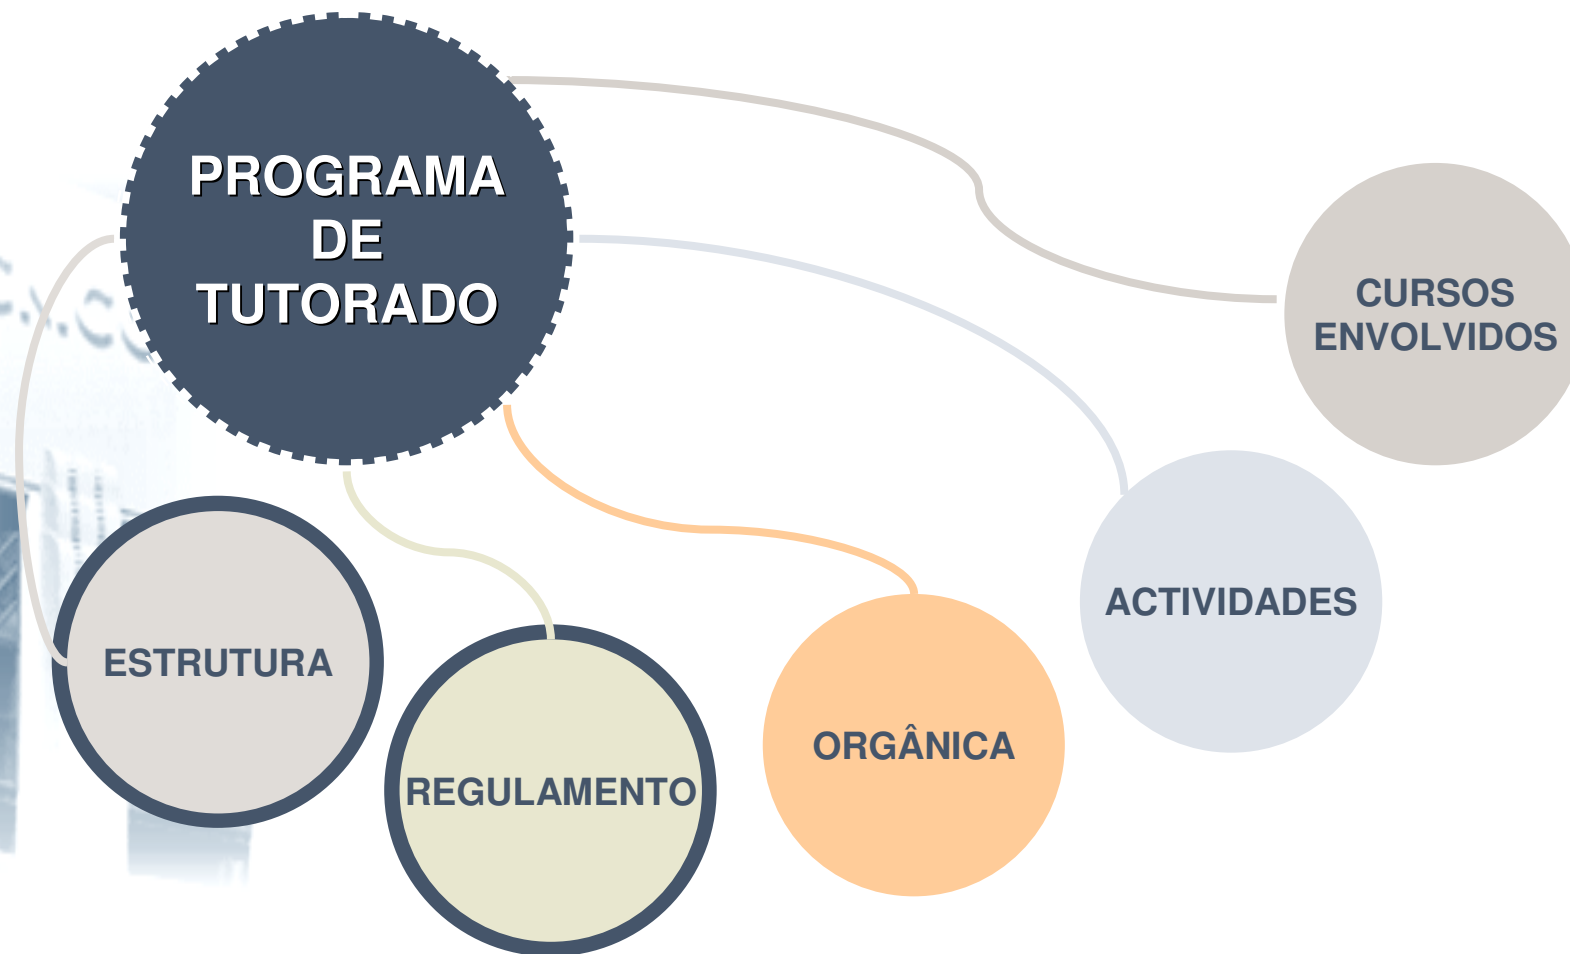 PROGRAMA
DE
TUTORADO
CURSOS
ENVOLVIDOS
ACTIVIDADES
ESTRUTURA
ORGÂNICA
REGULAMENTO